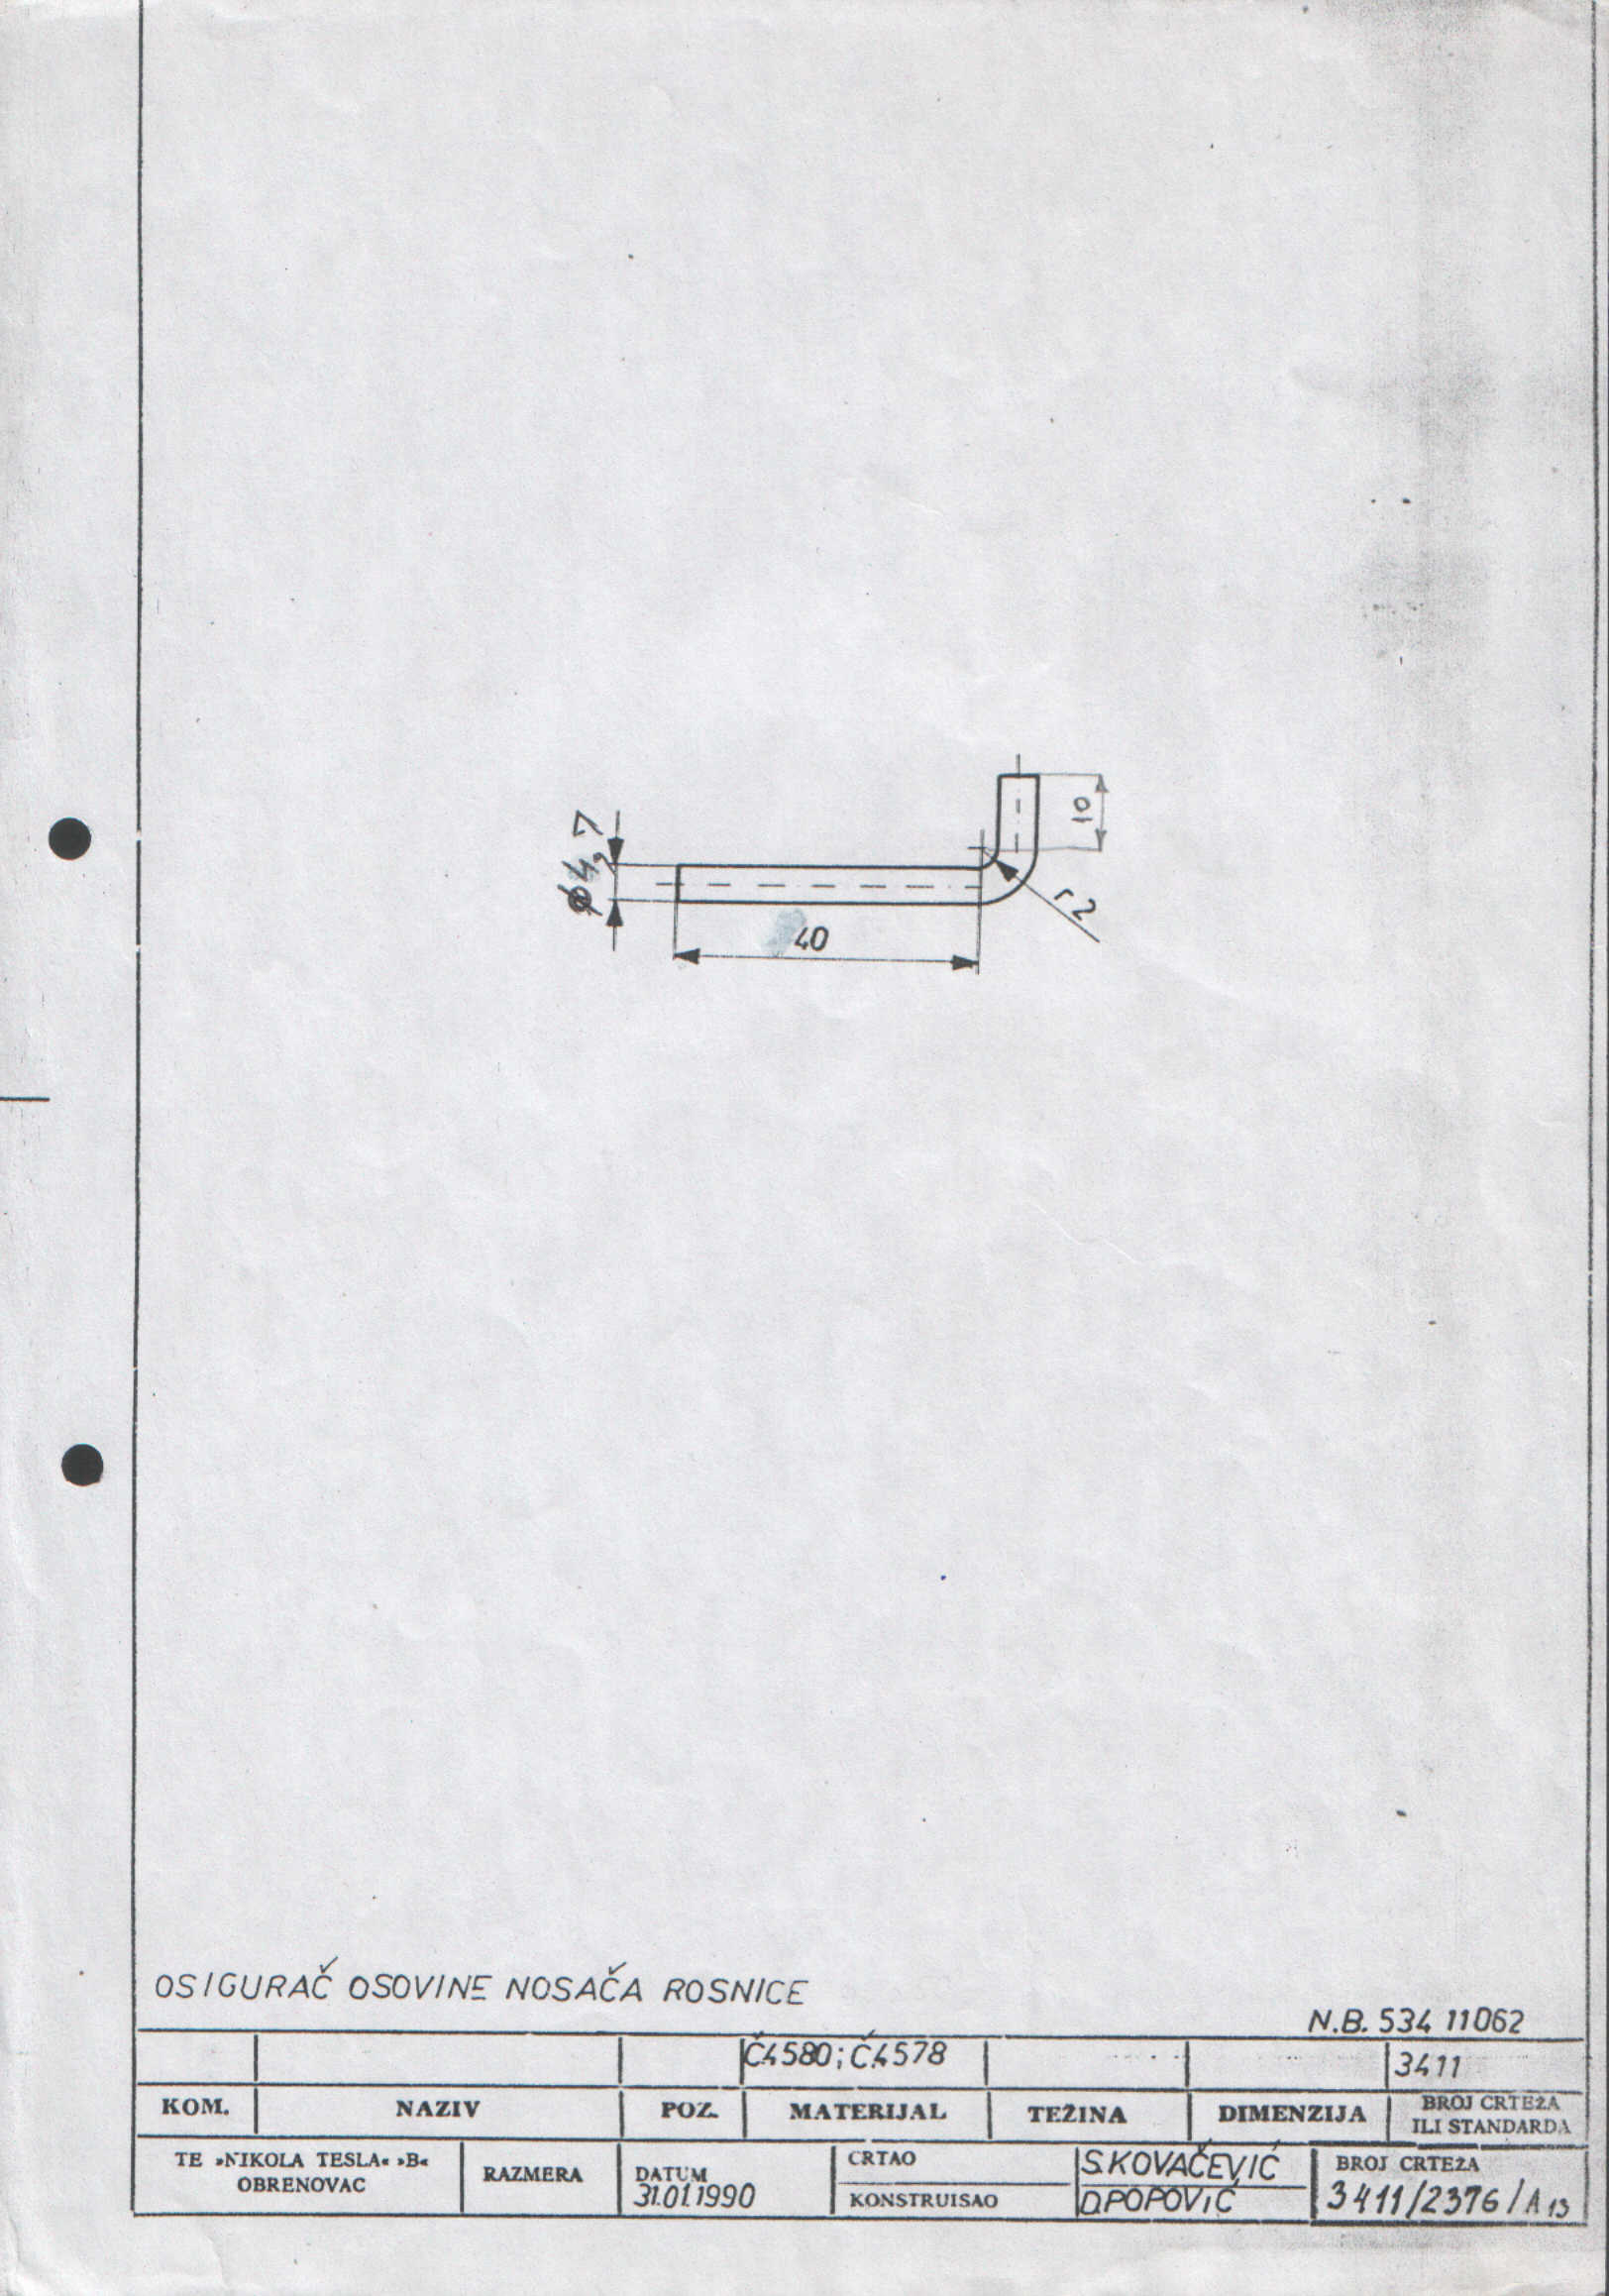 10
⌀4,7
r2
40
OSIGURAČ OSOVINE NOSAČA ROSNICE
N.B. 534 11062
Č4580; Č.4578
3411
KOM. NAZIV POZ. MATERIJAL TEŽINA DIMENZIJA BROJ CRTEŽA
ILI STANDARDA
TE »NIKOLA TESLA« »B«
OBRENOVAC
RAZMERA
DATUM
31.01.1990
CRTAO S.KOVAČEVIĆ
KONSTRUISAO D.POPOVIĆ
BROJ CRTEŽA
3411/2376/A13